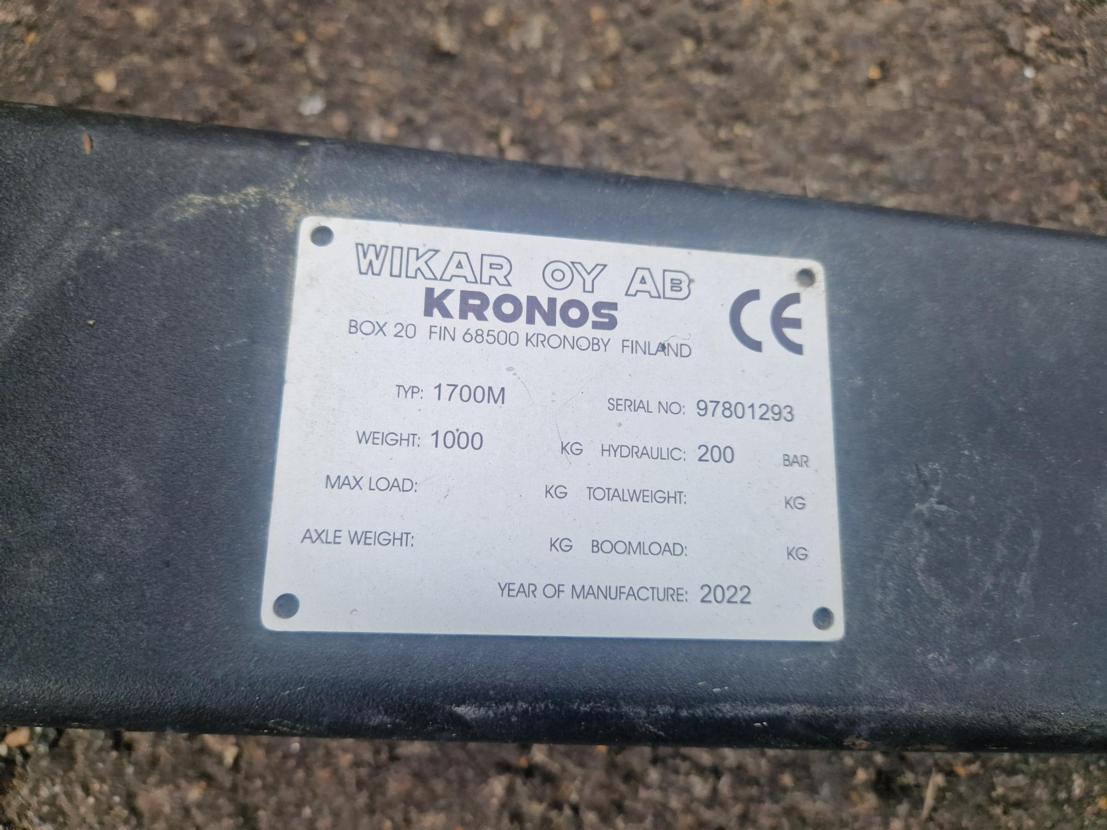 WIKAR OY AB
KRONOS
CE
BOX 20 FIN 68500 KRONOBY FINLAND
TYP: 1700M SERIAL NO: 97801293
WEIGHT: 1000 KG HYDRAULIC: 200 BAR
MAX LOAD: KG TOTALWEIGHT: KG
AXLE WEIGHT: KG BOOMLOAD: KG
YEAR OF MANUFACTURE: 2022